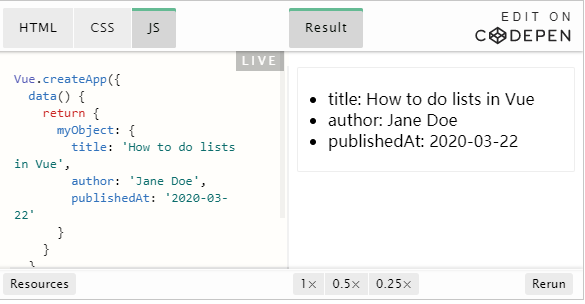 HTML CSS JS Result EDIT ON
CODEPEN
LIVE
Vue.createApp({
data() {
return {
myObject: {
title: 'How to do lists
in Vue',
author: 'Jane Doe',
publishedAt: '2020-03-
22'
}
}
title: How to do lists in Vue
author: Jane Doe
publishedAt: 2020-03-22
Resources 1× 0.5× 0.25× Rerun